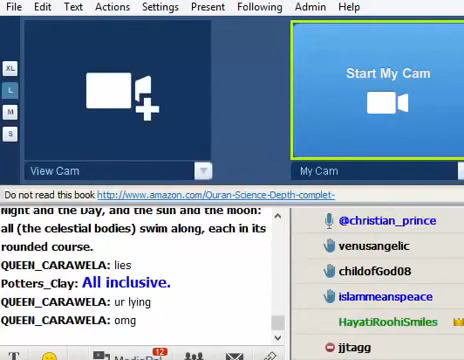 File Edit Text Actions Settings Present Following Admin Help
XL
L
M
S
Start My Cam
View Cam
My Cam
Do not read this book http://www.amazon.com/Quran-Science-Depth-complet-
Night and the Day, and the sun and the moon:
all (the celestial bodies) swim along, each in its
rounded course.
QUEEN_CARAWELA: lies
Potters_Clay: All inclusive.
QUEEN_CARAWELA: ur lying
QUEEN_CARAWELA: omg
@christian_prince
venusangelic
childofGod08
islammeanspeace
HayatiRoohiSmiles
jjtagg
12